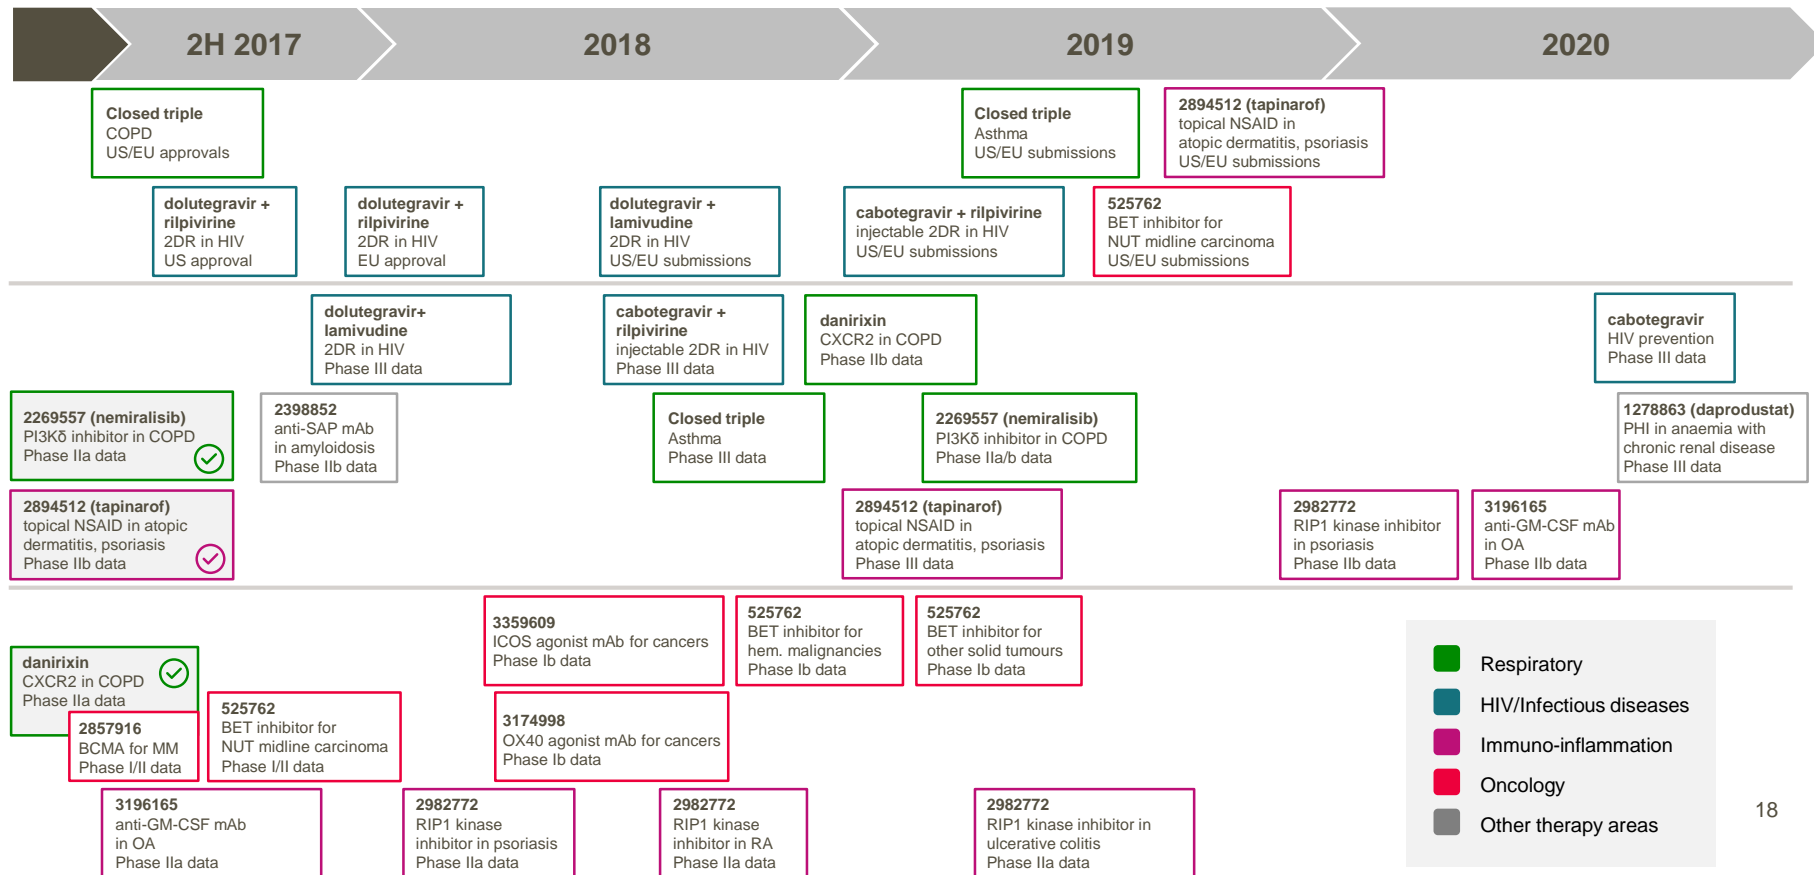 2H 2017
2018
2019
2020
Closed triple
COPD
US/EU approvals
Closed triple
Asthma
US/EU submissions
2894512 (tapinarof)
topical NSAID in
atopic dermatitis, psoriasis
US/EU submissions
dolutegravir +
rilpivirine
2DR in HIV
US approval
dolutegravir +
rilpivirine
2DR in HIV
EU approval
dolutegravir +
lamivudine
2DR in HIV
US/EU submissions
cabotegravir + rilpivirine
injectable 2DR in HIV
US/EU submissions
525762
BET inhibitor for
NUT midline carcinoma
US/EU submissions
dolutegravir+
lamivudine
2DR in HIV
Phase III data
cabotegravir +
rilpivirine
injectable 2DR in HIV
Phase III data
danirixin
CXCR2 in COPD
Phase IIb data
cabotegravir
HIV prevention
Phase III data
2269557 (nemiralisib)
PI3Kδ inhibitor in COPD
Phase IIa data
2398852
anti-SAP mAb
in amyloidosis
Phase IIb data
Closed triple
Asthma
Phase III data
2269557 (nemiralisib)
PI3Kδ inhibitor in COPD
Phase IIa/b data
1278863 (daprodustat)
PHI in anaemia with
chronic renal disease
Phase III data
2894512 (tapinarof)
topical NSAID in atopic
dermatitis, psoriasis
Phase IIb data
2894512 (tapinarof)
topical NSAID in
atopic dermatitis, psoriasis
Phase III data
2982772
RIP1 kinase inhibitor
in psoriasis
Phase IIb data
3196165
anti-GM-CSF mAb
in OA
Phase IIb data
danirixin
CXCR2 in COPD
Phase IIa data
2857916
BCMA for MM
Phase I/II data
525762
BET inhibitor for
NUT midline carcinoma
Phase I/II data
3359609
ICOS agonist mAb for cancers
Phase Ib data
525762
BET inhibitor for
hem. malignancies
Phase Ib data
525762
BET inhibitor for
other solid tumours
Phase Ib data
3174998
OX40 agonist mAb for cancers
Phase Ib data
3196165
anti-GM-CSF mAb
in OA
Phase IIa data
2982772
RIP1 kinase
inhibitor in psoriasis
Phase IIa data
2982772
RIP1 kinase
inhibitor in RA
Phase IIa data
2982772
RIP1 kinase inhibitor in
ulcerative colitis
Phase IIa data
Respiratory
HIV/Infectious diseases
Immuno-inflammation
Oncology
Other therapy areas
18